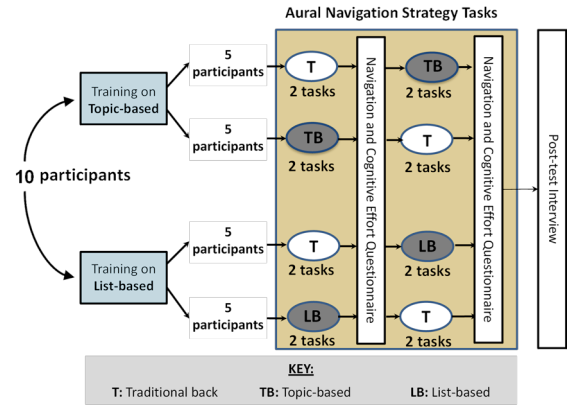 Aural Navigation Strategy Tasks
10 participants
Training on
Topic-based
5
participants
T
2 tasks
TB
2 tasks
5
participants
TB
2 tasks
T
2 tasks
Training on
List-based
5
participants
T
2 tasks
LB
2 tasks
5
participants
LB
2 tasks
T
2 tasks
Navigation and Cognitive Effort Questionnaire
Navigation and Cognitive Effort Questionnaire
Post-test Interview
KEY:
T: Traditional back TB: Topic-based LB: List-based